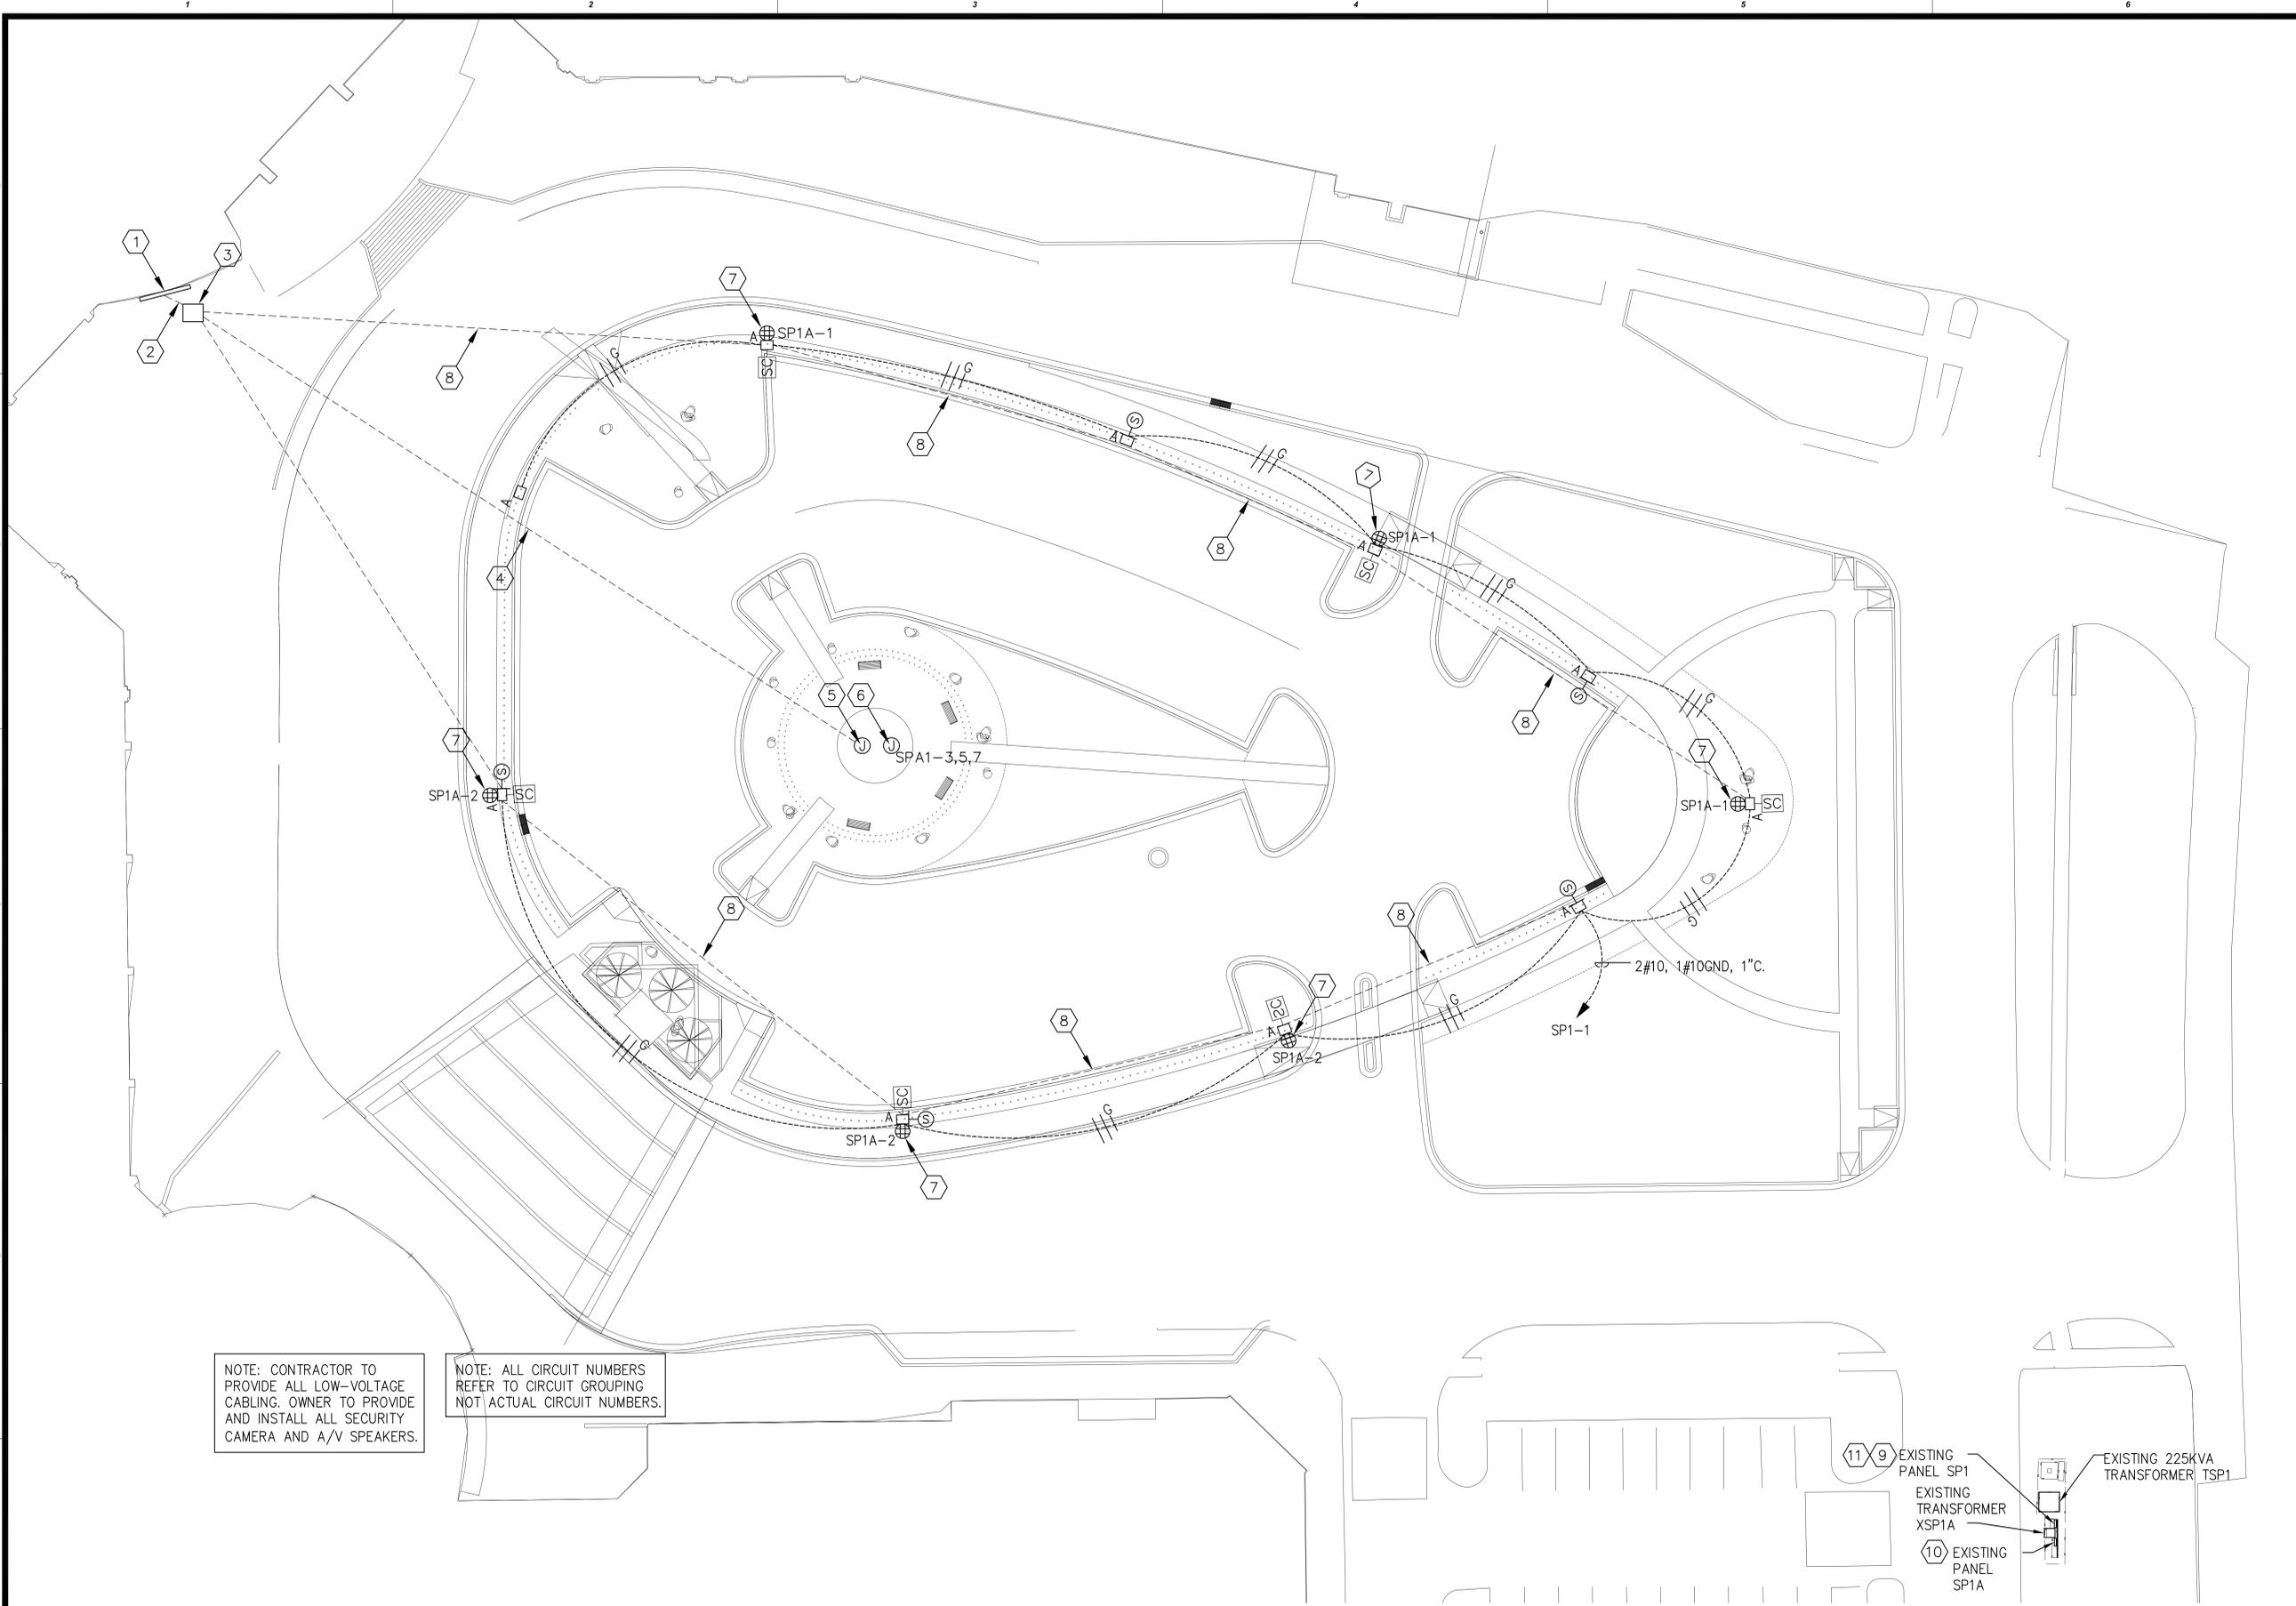 1 2 3 4 5 6
1
3
2
8
7
SP1A-1
A
SC
G
G
8
S
A
G
8
7
SP1A-1
A
SC
G
A
4
A
S
8
G
5 6
J J
SPA1-3,5,7
7
S
SP1A-2
SC
A
7
SP1A-1
SC
A
G
S
A
8
8
2#10, 1#10GND, 1"C.
SP1-1
G
7
SC
A
SP1A-2
8
G
G
SC
A
S
SP1A-2
7
NOTE: CONTRACTOR TO
PROVIDE ALL LOW-VOLTAGE
CABLING. OWNER TO PROVIDE
AND INSTALL ALL SECURITY
CAMERA AND A/V SPEAKERS.
NOTE: ALL CIRCUIT NUMBERS
REFER TO CIRCUIT GROUPING
NOT ACTUAL CIRCUIT NUMBERS.
11 9 EXISTING
PANEL SP1
EXISTING 225KVA
TRANSFORMER TSP1
EXISTING
TRANSFORMER
XSP1A
10 EXISTING
PANEL
SP1A